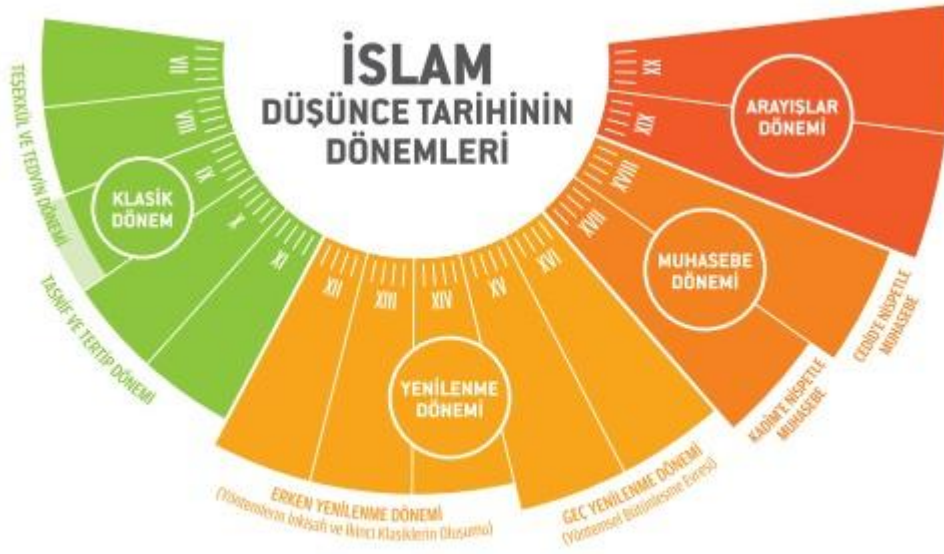 İSLAM
DÜŞÜNCE TARİHİNİN
DÖNEMLERİ
VII
VIII
IX
X
XI
XII
XIII
XIV
XV
XVI
XVII
XVIII
XIX
XX
KLASİK
DÖNEM
TEŞEKKÜL VE TEDVİN DÖNEMİ
TASNİF VE TERTİP DÖNEMİ
YENİLENME
DÖNEMİ
ERKEN YENİLENME DÖNEMİ
(Yöntemlerin İnkişafı ve İkinci Klasiklerin Oluşumu)
GEÇ YENİLENME DÖNEMİ
(Yöntemsel Bütünleşme Evresi)
MUHASEBE
DÖNEMİ
KADİM'E NİSPETLE
MUHASEBE
CEDİD'E NİSPETLE
MUHASEBE
ARAYIŞLAR
DÖNEMİ